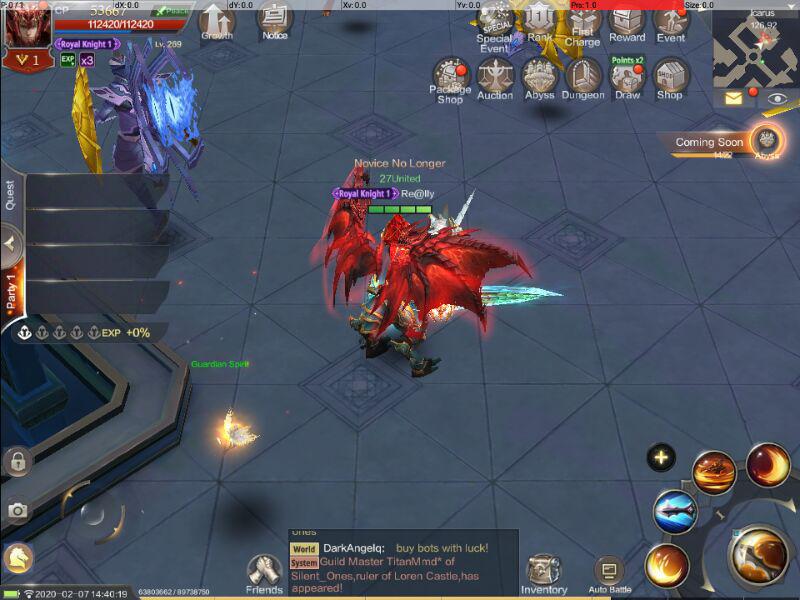 P:0 / 1 dX:0.0 dY:0.0 Xv: 0.0 Yv: 0.0 Prs:1.0 Size:0.0
CP 53667 Peace
112420/112420
Royal Knight 1 Lv. 269
1 EXP x3
Growth Notice
SPECIAL
Special Event Rank First Charge Reward Event
Icarus
126,92
Points x2
SHOP
Package Shop Auction Abyss Dungeon Draw Shop
Coming Soon
Abyss
Novice No Longer
27United
Royal Knight 1 Re@lly
Quest
Party 1
EXP +0%
Guardian Spirit
World DarkAngelq: buy bots with luck!
System Guild Master TitanMmd* of
Silent_Ones,ruler of Loren Castle,has
appeared!
Friends Inventory Auto Battle
2020-02-07 14:40:19 63803662 / 89738750